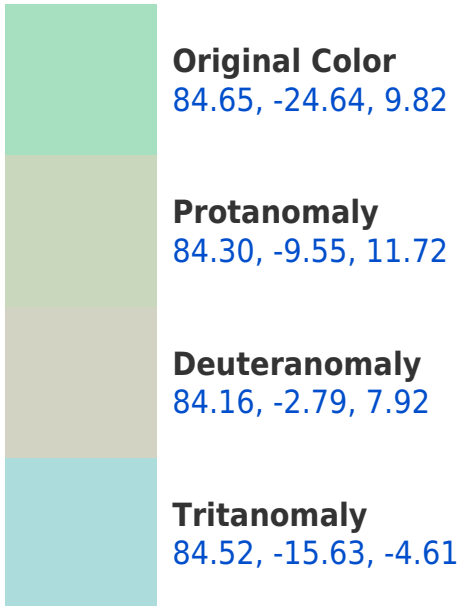 Original Color
84.65, -24.64, 9.82
Protanomaly
84.30, -9.55, 11.72
Deuteranomaly
84.16, -2.79, 7.92
Tritanomaly
84.52, -15.63, -4.61